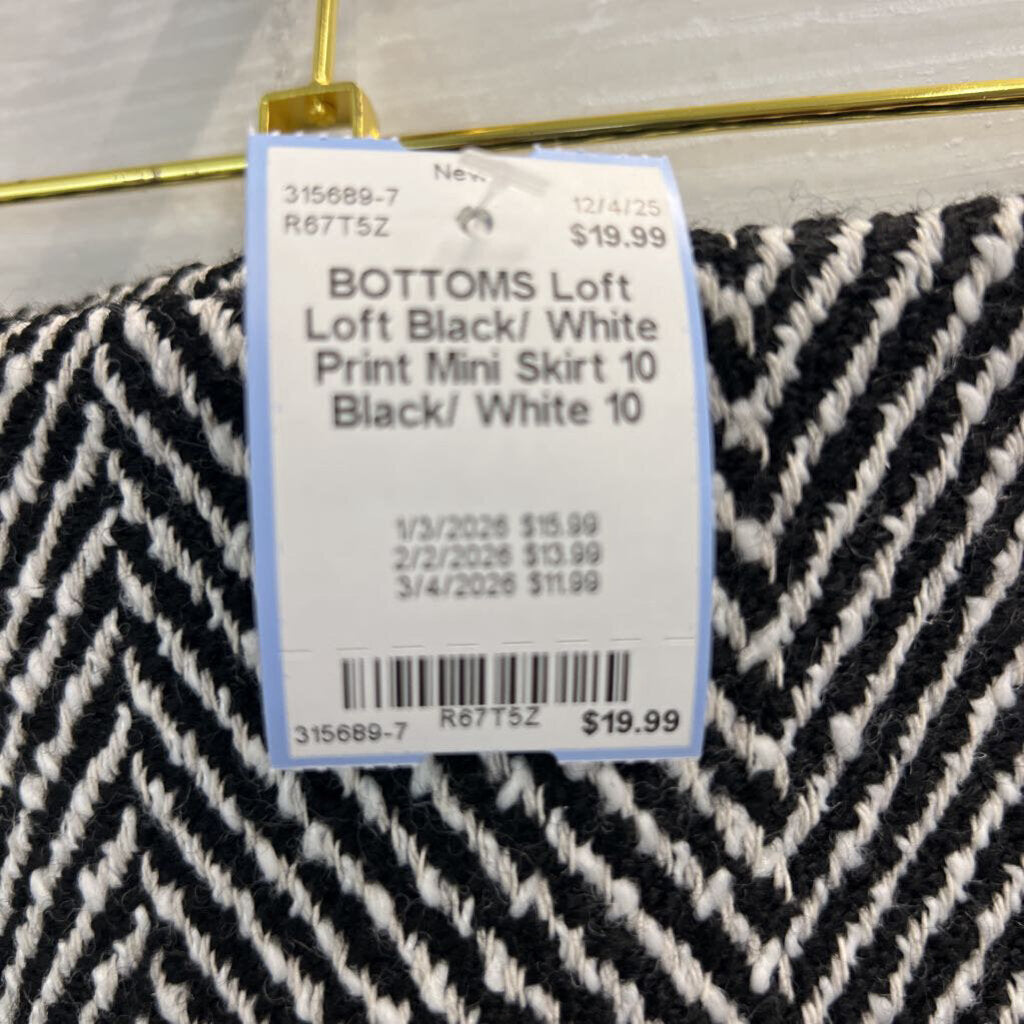 New
315689-7 12/4/25
R67T5Z $19.99
BOTTOMS Loft
Loft Black/ White
Print Mini Skirt 10
Black/ White 10
1/3/2026 $15.99
2/2/2026 $13.99
3/4/2026 $11.99
R67T5Z
315689-7 $19.99